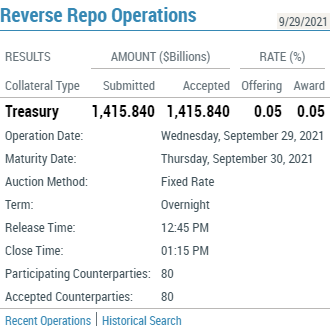 Reverse Repo Operations
9/29/2021
RESULTS AMOUNT ($Billions) RATE (%)
Collateral Type Submitted Accepted Offering Award
Treasury 1,415.840 1,415.840 0.05 0.05
Operation Date: Wednesday, September 29, 2021
Maturity Date: Thursday, September 30, 2021
Auction Method: Fixed Rate
Term: Overnight
Release Time: 12:45 PM
Close Time: 01:15 PM
Participating Counterparties: 80
Accepted Counterparties: 80
Recent Operations | Historical Search